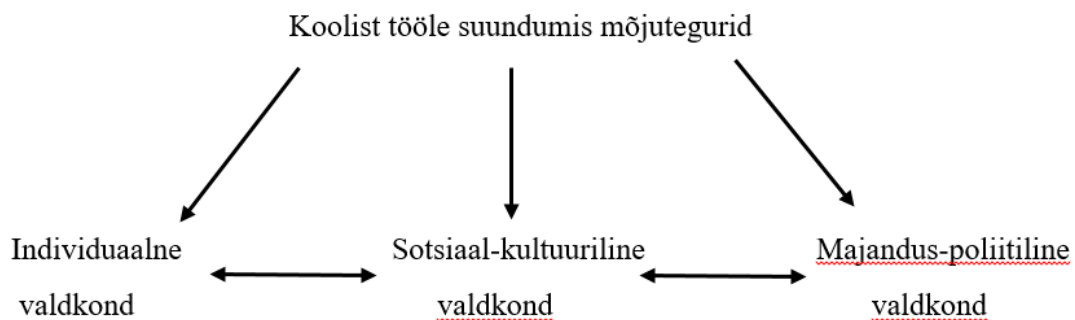 Koolist tööle suundumis mõjutegurid
Individuaalne Sotsiaal-kultuuriline Majandus-poliitiline
valdkond valdkond valdkond